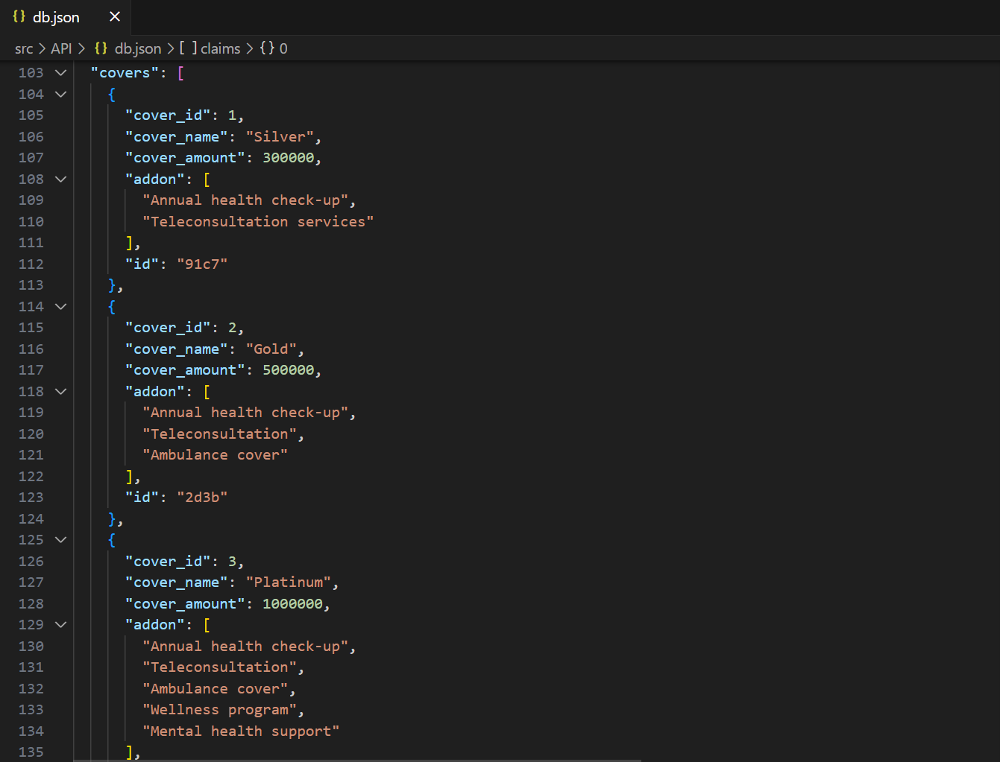 {} db.json ×
src > API > {} db.json > [ ] claims > {} 0
103 "covers": [
104 {
105 "cover_id": 1,
106 "cover_name": "Silver",
107 "cover_amount": 300000,
108 "addon": [
109 "Annual health check-up",
110 "Teleconsultation services"
111 ],
112 "id": "91c7"
113 },
114 {
115 "cover_id": 2,
116 "cover_name": "Gold",
117 "cover_amount": 500000,
118 "addon": [
119 "Annual health check-up",
120 "Teleconsultation",
121 "Ambulance cover"
122 ],
123 "id": "2d3b"
124 },
125 {
126 "cover_id": 3,
127 "cover_name": "Platinum",
128 "cover_amount": 1000000,
129 "addon": [
130 "Annual health check-up",
131 "Teleconsultation",
132 "Ambulance cover",
133 "Wellness program",
134 "Mental health support"
135 ],